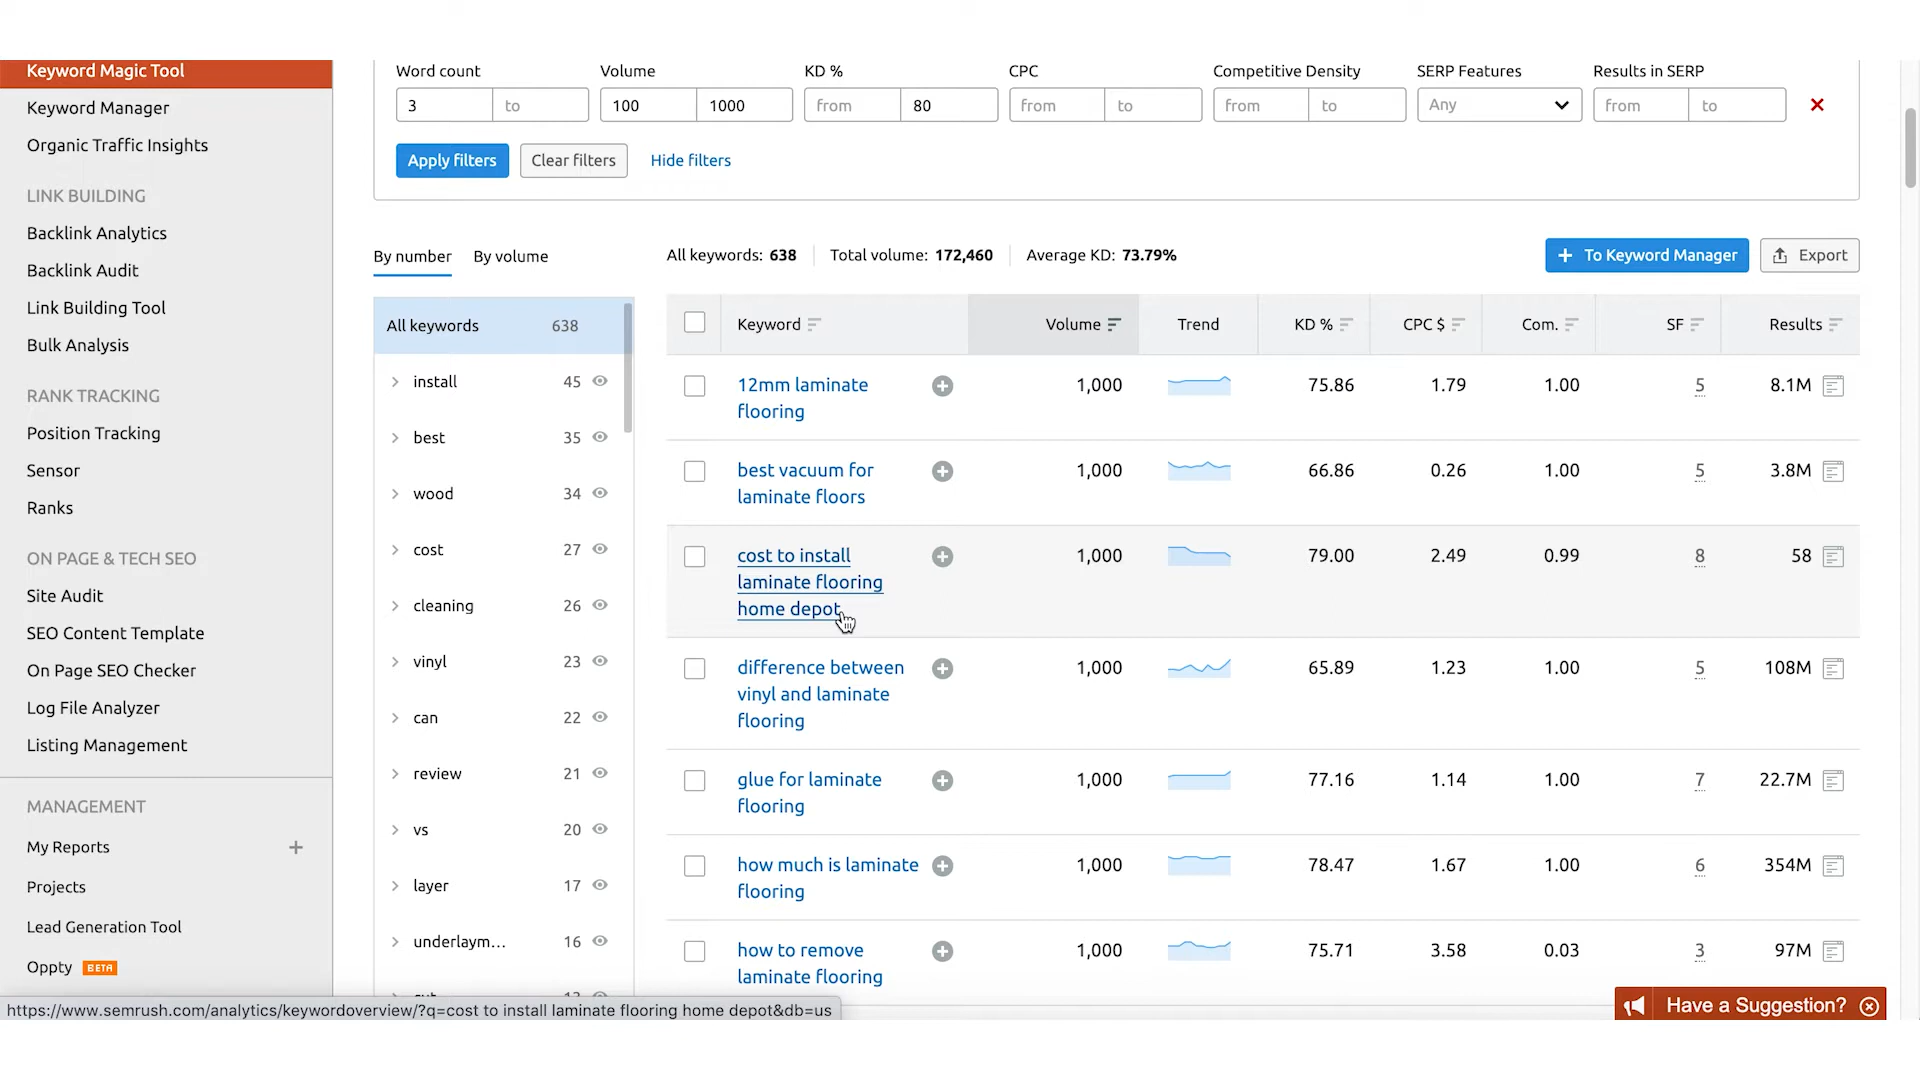 Keyword Magic Tool
Keyword Manager
Organic Traffic Insights
LINK BUILDING
Backlink Analytics
Backlink Audit
Link Building Tool
Bulk Analysis
RANK TRACKING
Position Tracking
Sensor
Ranks
ON PAGE & TECH SEO
Site Audit
SEO Content Template
On Page SEO Checker
Log File Analyzer
Listing Management
MANAGEMENT
My Reports +
Projects
Lead Generation Tool
Oppty BETA
Word count Volume KD % CPC Competitive Density SERP Features Results in SERP
3 to 100 1000 from 80 from to from to Any from to
Apply filters Clear filters Hide filters
By number By volume
All keywords 638
install 45
best 35
wood 34
cost 27
cleaning 26
vinyl 23
can 22
review 21
vs 20
layer 17
underlaym... 16
All keywords: 638 Total volume: 172,460 Average KD: 73.79%
+ To Keyword Manager Export
Keyword Volume Trend KD % CPC $ Com. SF Results
12mm laminate 1,000 75.86 1.79 1.00 5 8.1M
flooring
best vacuum for 1,000 66.86 0.26 1.00 5 3.8M
laminate floors
cost to install 1,000 79.00 2.49 0.99 8 58
laminate flooring
home depot
difference between 1,000 65.89 1.23 1.00 5 108M
vinyl and laminate
flooring
glue for laminate 1,000 77.16 1.14 1.00 7 22.7M
flooring
how much is laminate 1,000 78.47 1.67 1.00 6 354M
flooring
how to remove 1,000 75.71 3.58 0.03 3 97M
laminate flooring
https://www.semrush.com/analytics/keywordoverview/?q=cost to install laminate flooring home depot&db=us
Have a Suggestion?